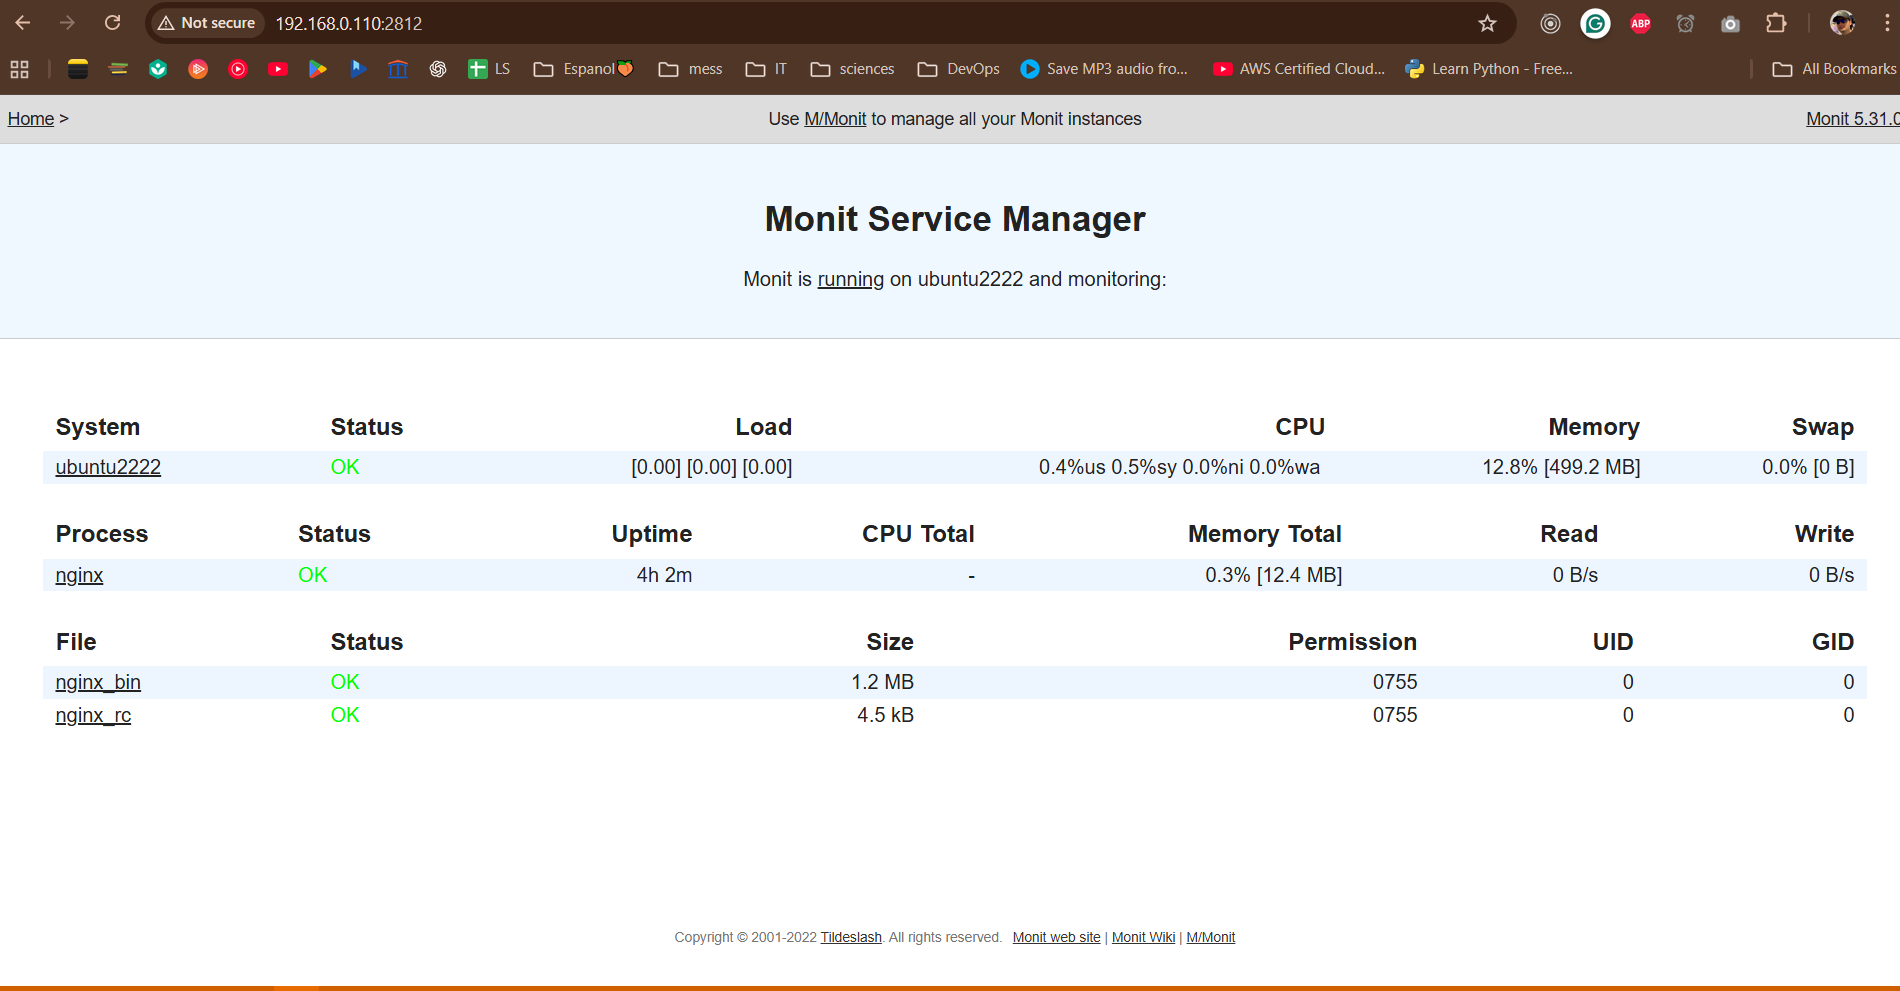 Not secure 192.168.0.110:2812 ABP
LS Espanol🍑 mess IT sciences DevOps Save MP3 audio fro... AWS Certified Cloud... Learn Python - Free... All Bookmarks
Home > Use M/Monit to manage all your Monit instances Monit 5.31.0
Monit Service Manager
Monit is running on ubuntu2222 and monitoring:
System Status Load CPU Memory Swap
ubuntu2222 OK [0.00] [0.00] [0.00] 0.4%us 0.5%sy 0.0%ni 0.0%wa 12.8% [499.2 MB] 0.0% [0 B]
Process Status Uptime CPU Total Memory Total Read Write
nginx OK 4h 2m - 0.3% [12.4 MB] 0 B/s 0 B/s
File Status Size Permission UID GID
nginx_bin OK 1.2 MB 0755 0 0
nginx_rc OK 4.5 kB 0755 0 0
Copyright © 2001-2022 Tildeslash. All rights reserved. Monit web site | Monit Wiki | M/Monit